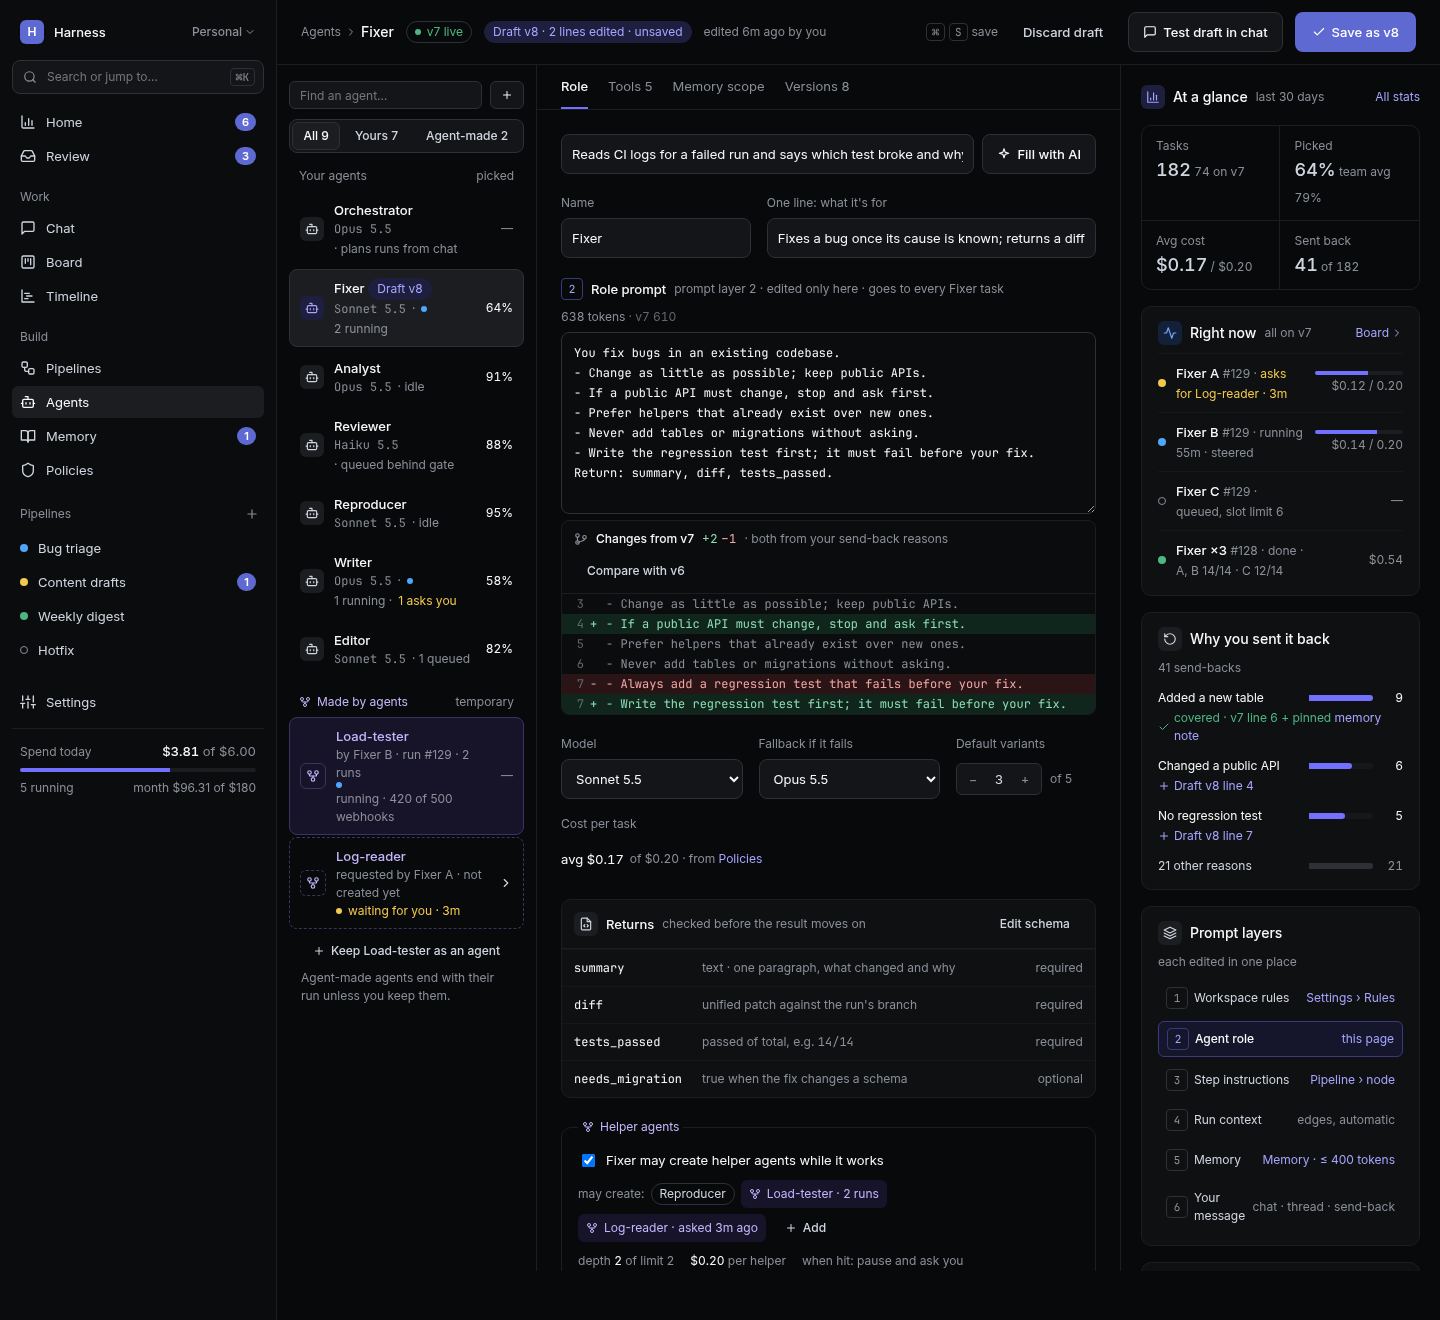 H Harness Personal
Search or jump to... ⌘K
Home 6
Review 3
Work
Chat
Board
Timeline
Build
Pipelines
Agents
Memory 1
Policies
Pipelines +
Bug triage
Content drafts 1
Weekly digest
Hotfix
Settings
Spend today $3.81 of $6.00
5 running month $96.31 of $180
Agents › Fixer v7 live Draft v8 · 2 lines edited · unsaved edited 6m ago by you ⌘ S save Discard draft Test draft in chat Save as v8
Find an agent... +
All 9 Yours 7 Agent-made 2
Your agents picked
Orchestrator
Opus 5.5
· plans runs from chat —
Fixer Draft v8
Sonnet 5.5 ·
2 running 64%
Analyst
Opus 5.5 · idle 91%
Reviewer
Haiku 5.5
· queued behind gate 88%
Reproducer
Sonnet 5.5 · idle 95%
Writer
Opus 5.5 ·
1 running · 1 asks you 58%
Editor
Sonnet 5.5 · 1 queued 82%
Made by agents temporary
Load-tester
by Fixer B · run #129 · 2
runs —
running · 420 of 500
webhooks
Log-reader
requested by Fixer A · not
created yet
waiting for you · 3m
+ Keep Load-tester as an agent
Agent-made agents end with their
run unless you keep them.
Role Tools 5 Memory scope Versions 8
Reads CI logs for a failed run and says which test broke and why Fill with AI
Name One line: what it's for
Fixer Fixes a bug once its cause is known; returns a diff
2 Role prompt prompt layer 2 · edited only here · goes to every Fixer task
638 tokens · v7 610
You fix bugs in an existing codebase.
- Change as little as possible; keep public APIs.
- If a public API must change, stop and ask first.
- Prefer helpers that already exist over new ones.
- Never add tables or migrations without asking.
- Write the regression test first; it must fail before your fix.
Return: summary, diff, tests_passed.
Changes from v7 +2 −1 · both from your send-back reasons
Compare with v6
3 - Change as little as possible; keep public APIs.
4 + - If a public API must change, stop and ask first.
5 - Prefer helpers that already exist over new ones.
6 - Never add tables or migrations without asking.
7 - - Always add a regression test that fails before your fix.
7 + - Write the regression test first; it must fail before your fix.
Model Fallback if it fails Default variants
Sonnet 5.5 Opus 5.5 − 3 + of 5
Cost per task
avg $0.17 of $0.20 · from Policies
Returns checked before the result moves on Edit schema
summary text · one paragraph, what changed and why required
diff unified patch against the run's branch required
tests_passed passed of total, e.g. 14/14 required
needs_migration true when the fix changes a schema optional
Helper agents
Fixer may create helper agents while it works
may create: Reproducer Load-tester · 2 runs
Log-reader · asked 3m ago + Add
depth 2 of limit 2 $0.20 per helper when hit: pause and ask you
At a glance last 30 days All stats
Tasks Picked
182 74 on v7 64% team avg
79%
Avg cost Sent back
$0.17 / $0.20 41 of 182
Right now all on v7 Board ›
Fixer A #129 · asks
for Log-reader · 3m $0.12 / 0.20
Fixer B #129 · running
55m · steered $0.14 / 0.20
Fixer C #129 ·
queued, slot limit 6 —
Fixer ×3 #128 · done ·
A, B 14/14 · C 12/14 $0.54
Why you sent it back
41 send-backs
Added a new table 9
covered · v7 line 6 + pinned memory
note
Changed a public API 6
+ Draft v8 line 4
No regression test 5
+ Draft v8 line 7
21 other reasons 21
Prompt layers
each edited in one place
1 Workspace rules Settings › Rules
2 Agent role this page
3 Step instructions Pipeline › node
4 Run context edges, automatic
5 Memory Memory · ≤ 400 tokens
6 Your
message chat · thread · send-back